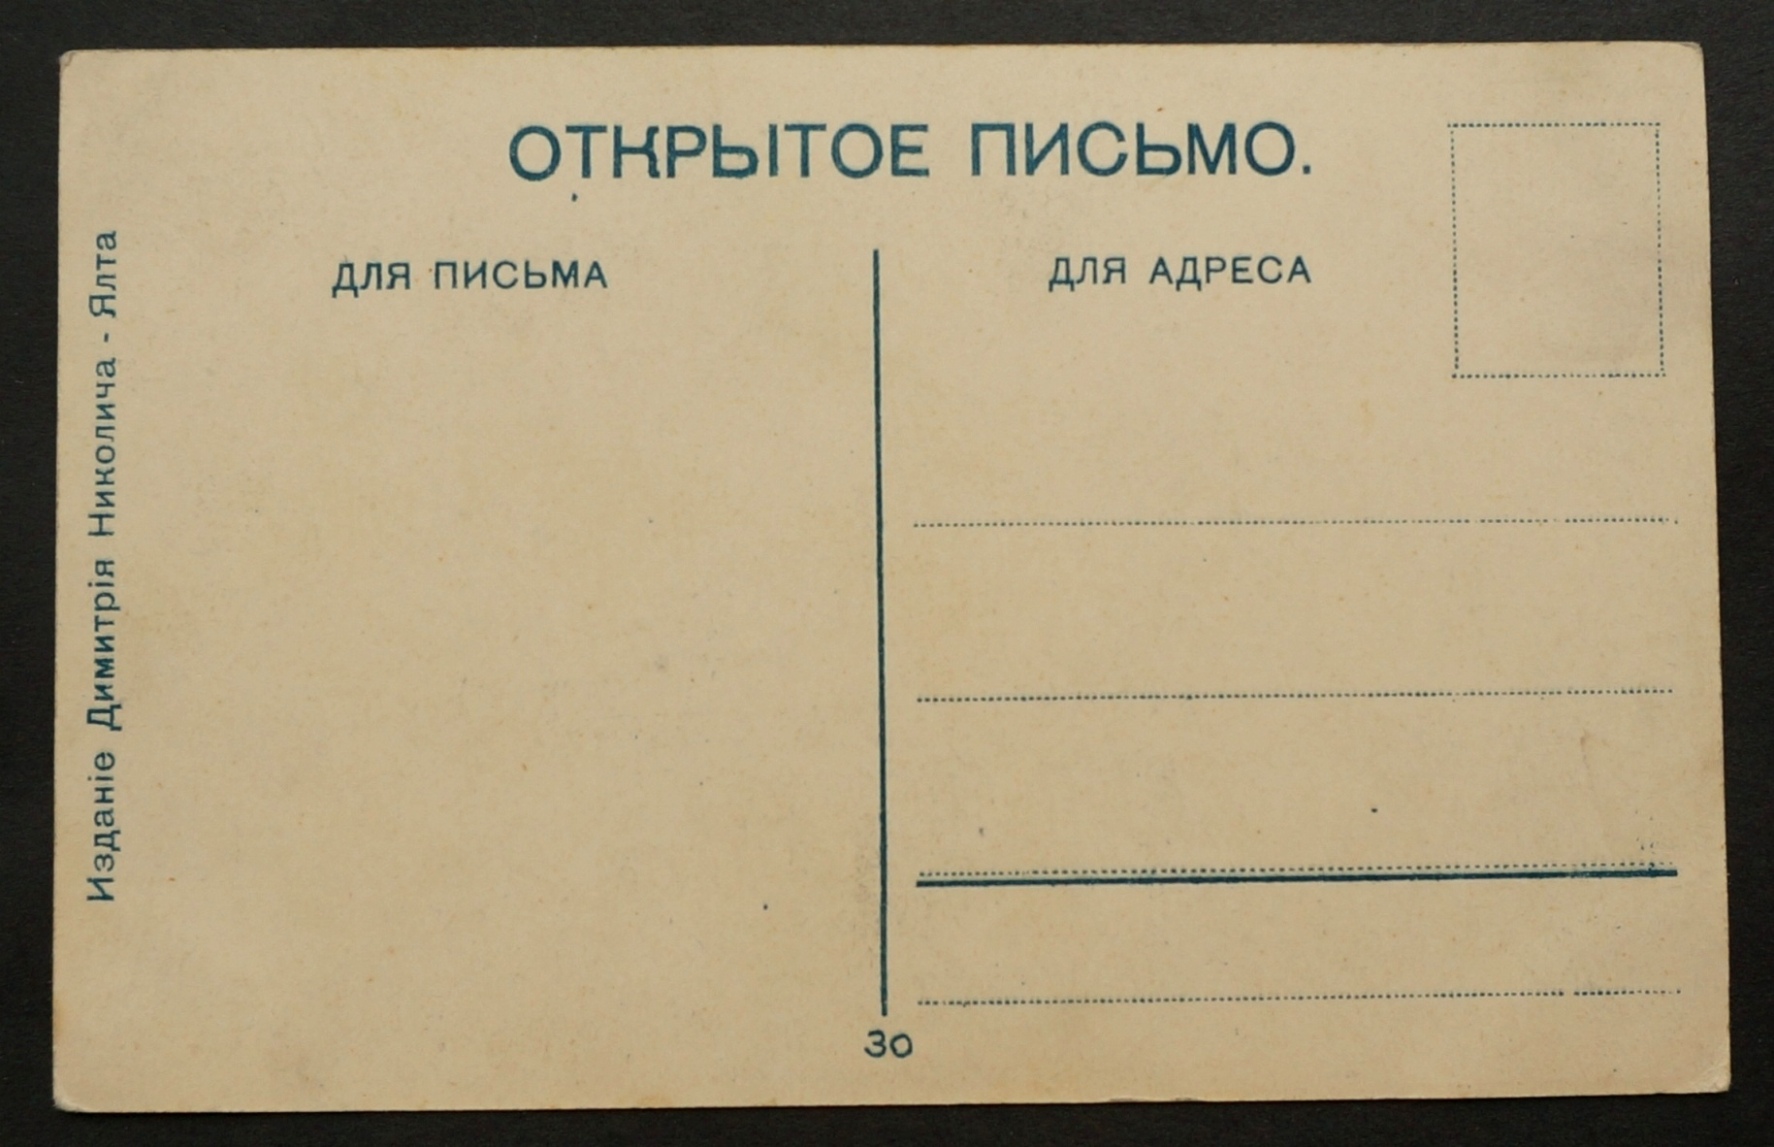 ОТКРЫТОЕ ПИСЬМО.
ДЛЯ ПИСЬМА
ДЛЯ АДРЕСА
Изданіе Димитрія Николича - Ялта
30